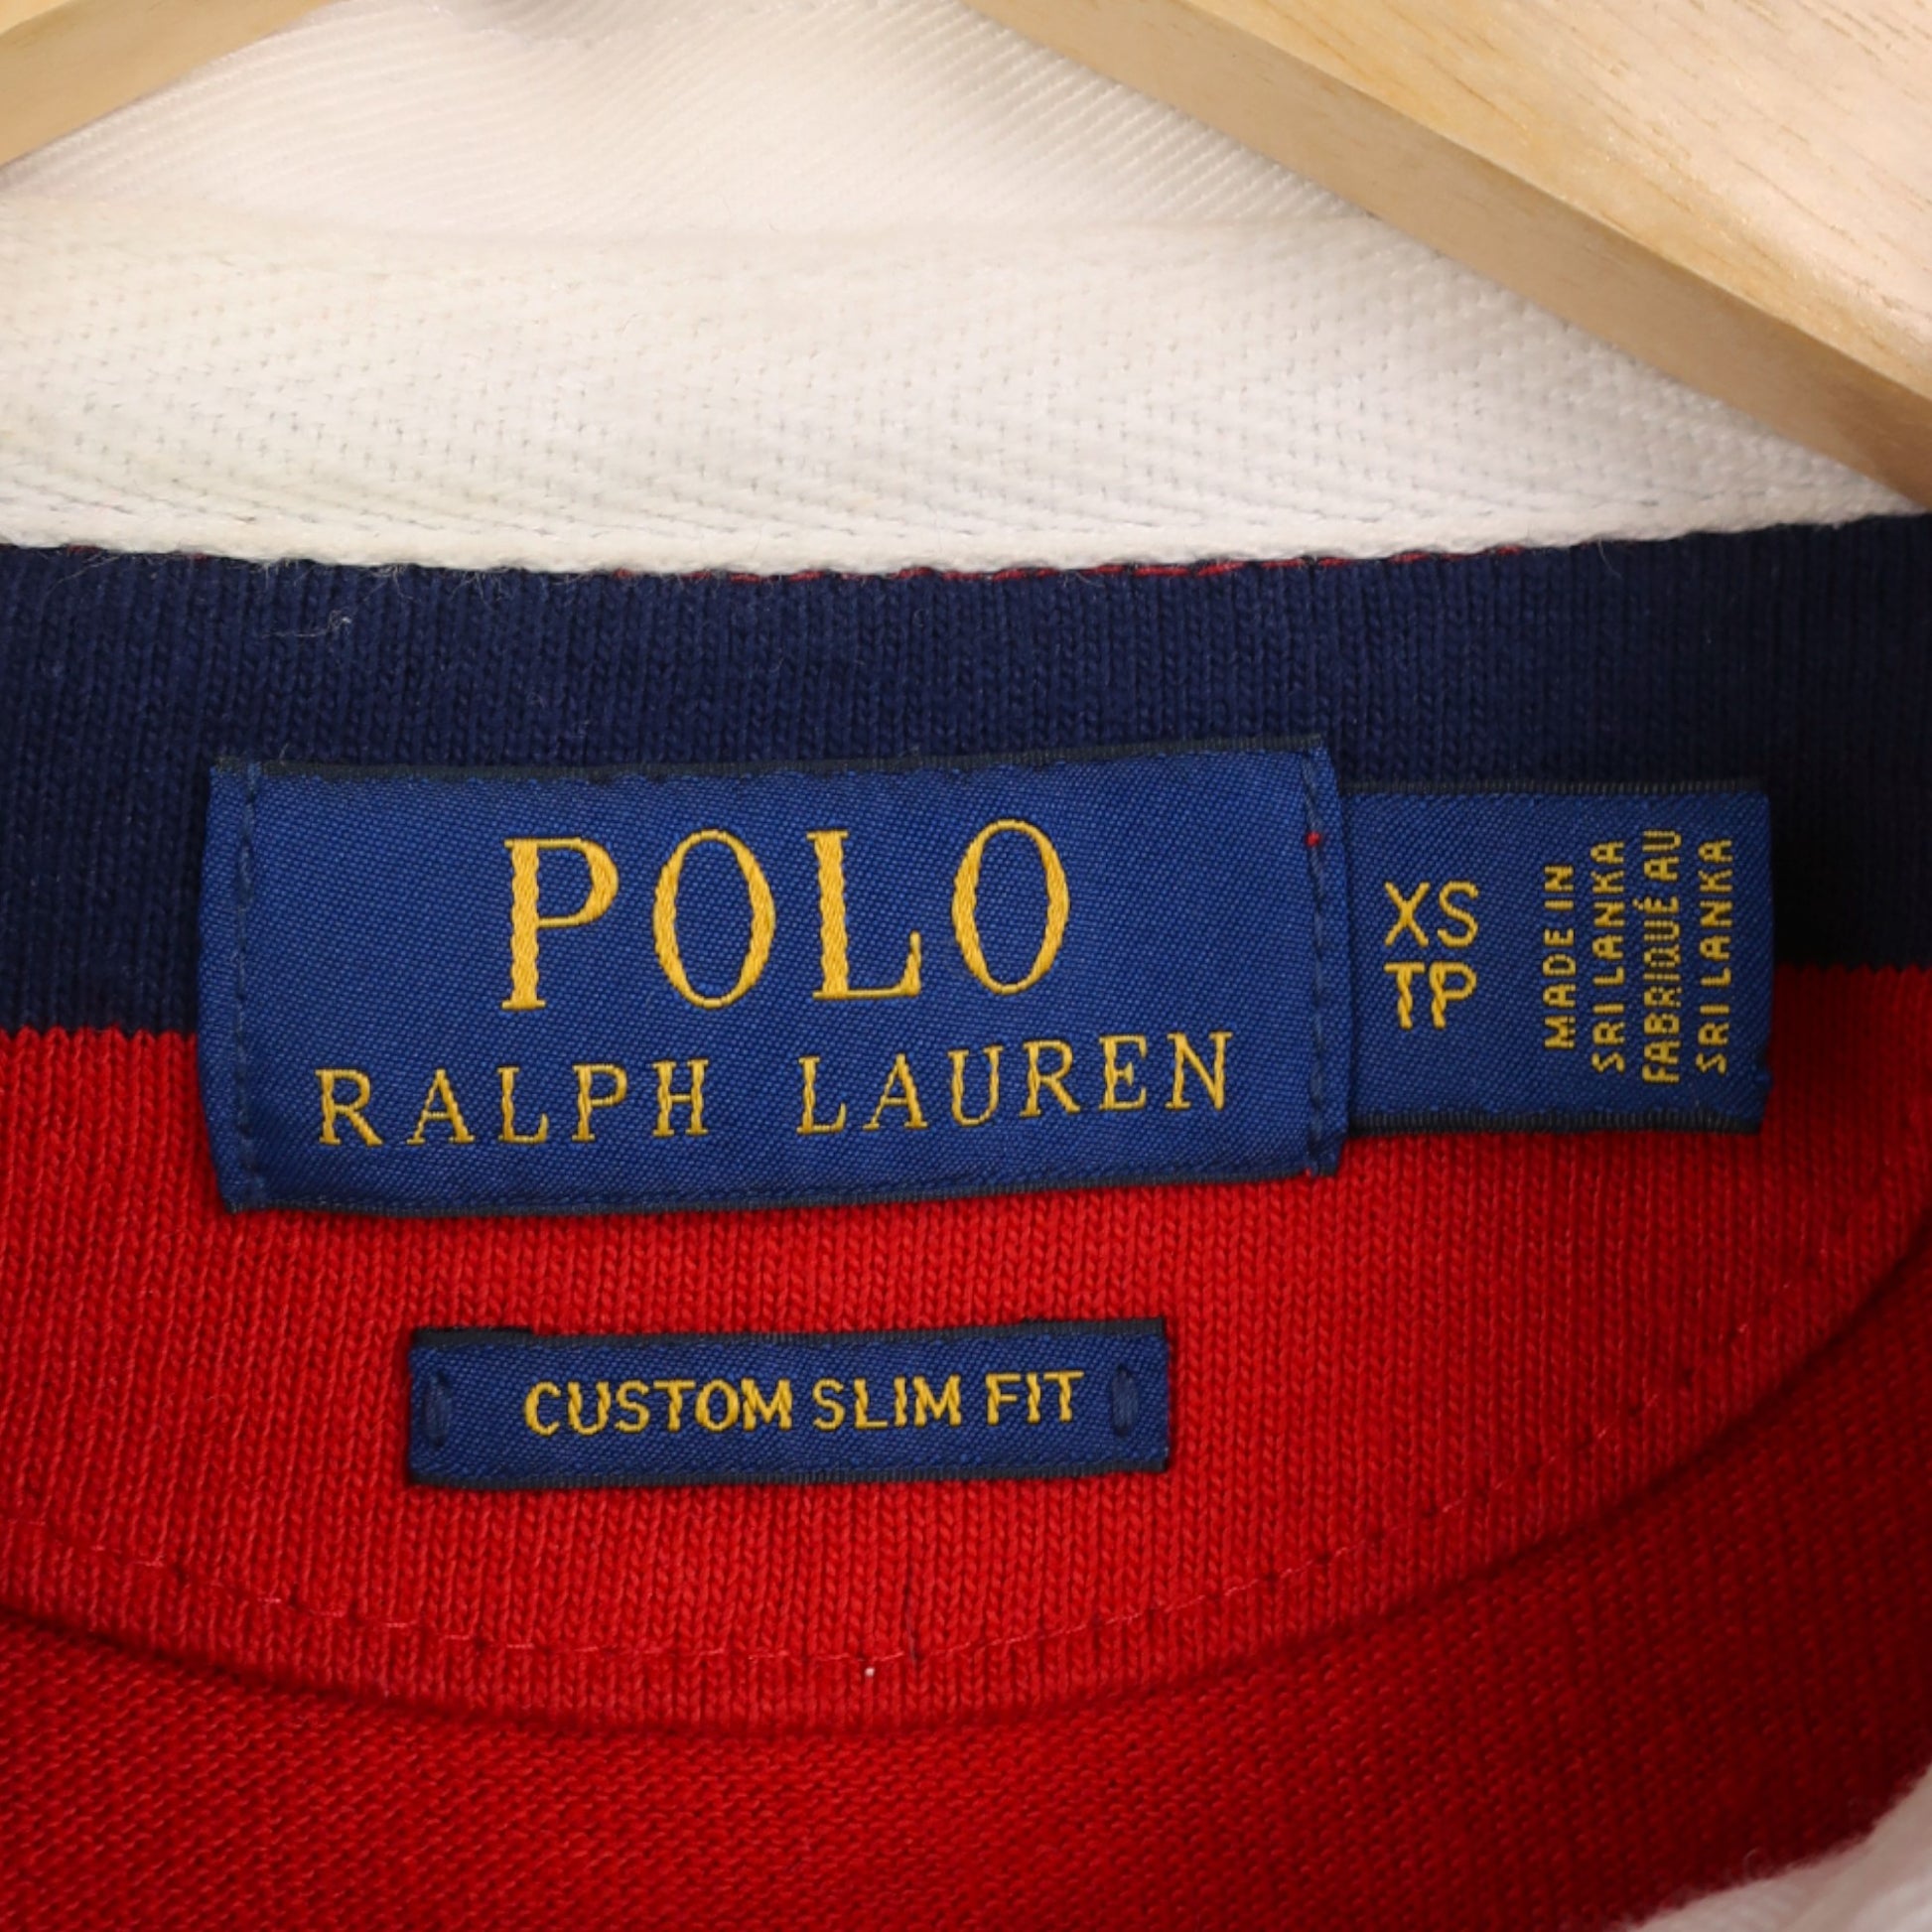 POLO
RALPH LAUREN
XS
TP
MADE IN
SRI LANKA
FABRIQUÉ AU
SRI LANKA
CUSTOM SLIM FIT